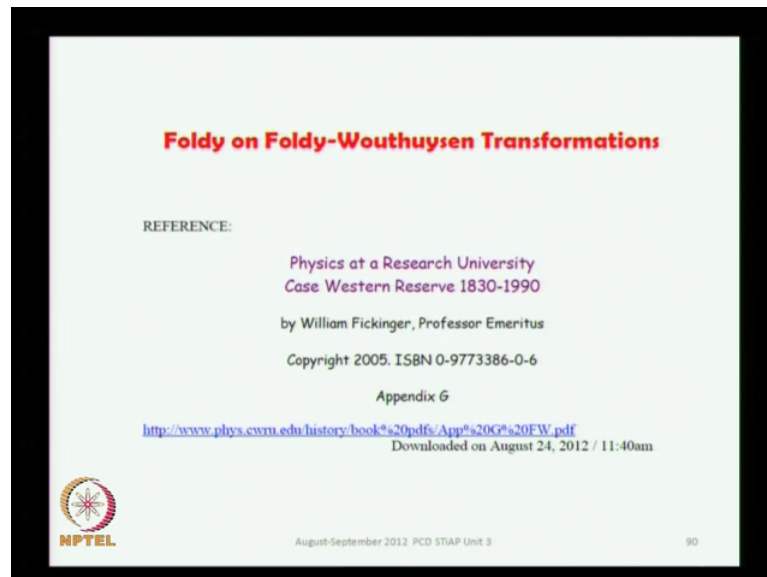 Foldy on Foldy-Wouthuysen Transformations
REFERENCE:
Physics at a Research University
Case Western Reserve 1830-1990
by William Fickinger, Professor Emeritus
Copyright 2005. ISBN 0-9773386-0-6
Appendix G
http://www.phys.cwru.edu/history/book%20pdfs/App%20G%20FW.pdf
Downloaded on August 24, 2012 / 11:40am
NPTEL
August-September 2012 PCD STIAP Unit 3
90